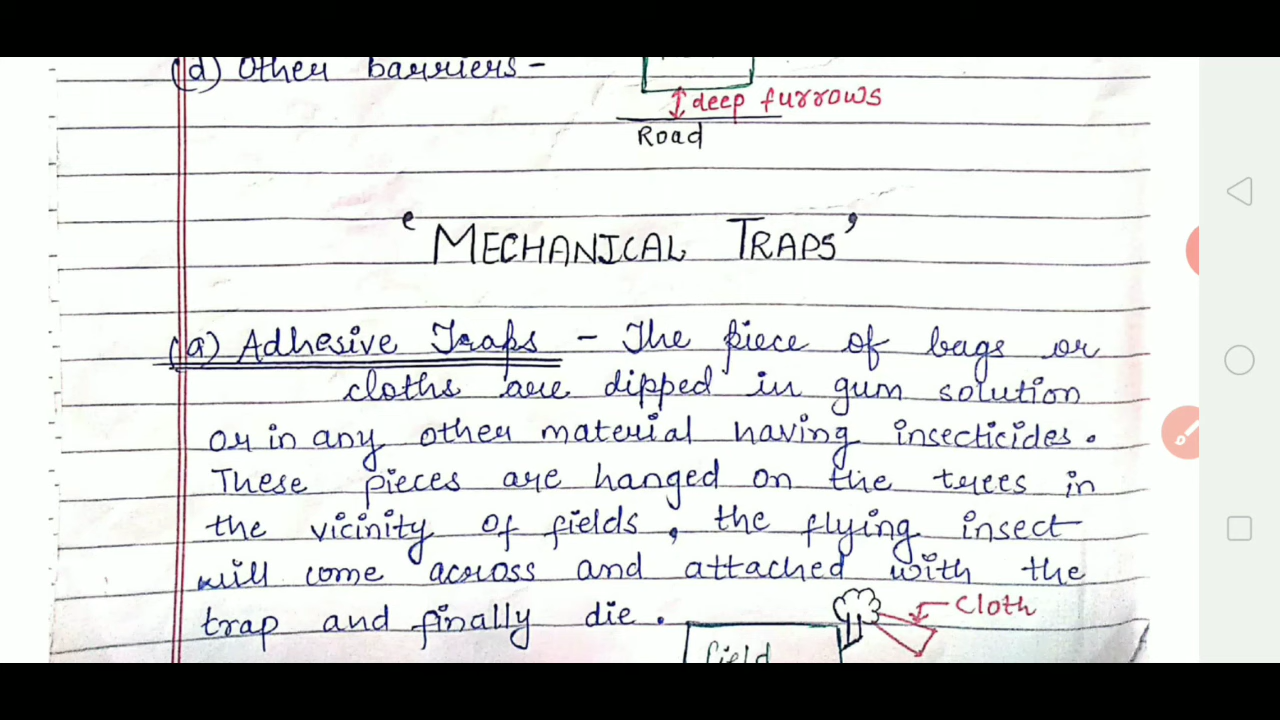 (d) Other barriers -
deep furrows
Road
'MECHANICAL TRAPS'
(a) Adhesive Traps - The piece of bags or
cloths are dipped in gum solution
or in any other material having insecticides.
These pieces are hanged on the trees in
the vicinity of fields, the flying insect
will come across and attached with the
trap and finally die.
cloth
field